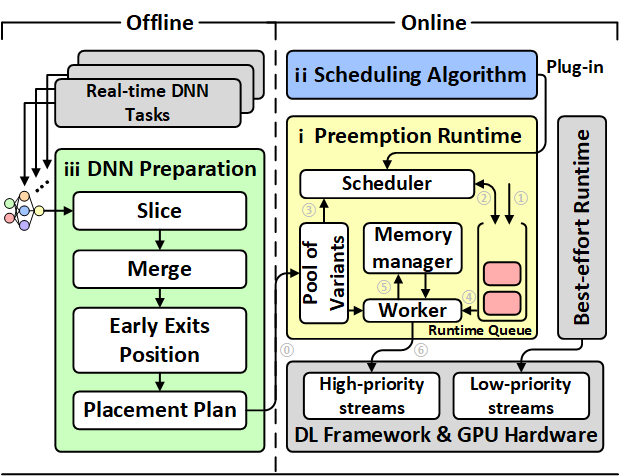 Offline
Online
Real-time DNN
Tasks
iii DNN Preparation
Slice
Merge
Early Exits
Position
Placement Plan
ii Scheduling Algorithm
Plug-in
i Preemption Runtime
Scheduler
②
①
③
Pool of
Variants
Memory
manager
⑤
④
Worker
Runtime Queue
Best-effort Runtime
⓪
⑥
High-priority
streams
Low-priority
streams
DL Framework & GPU Hardware